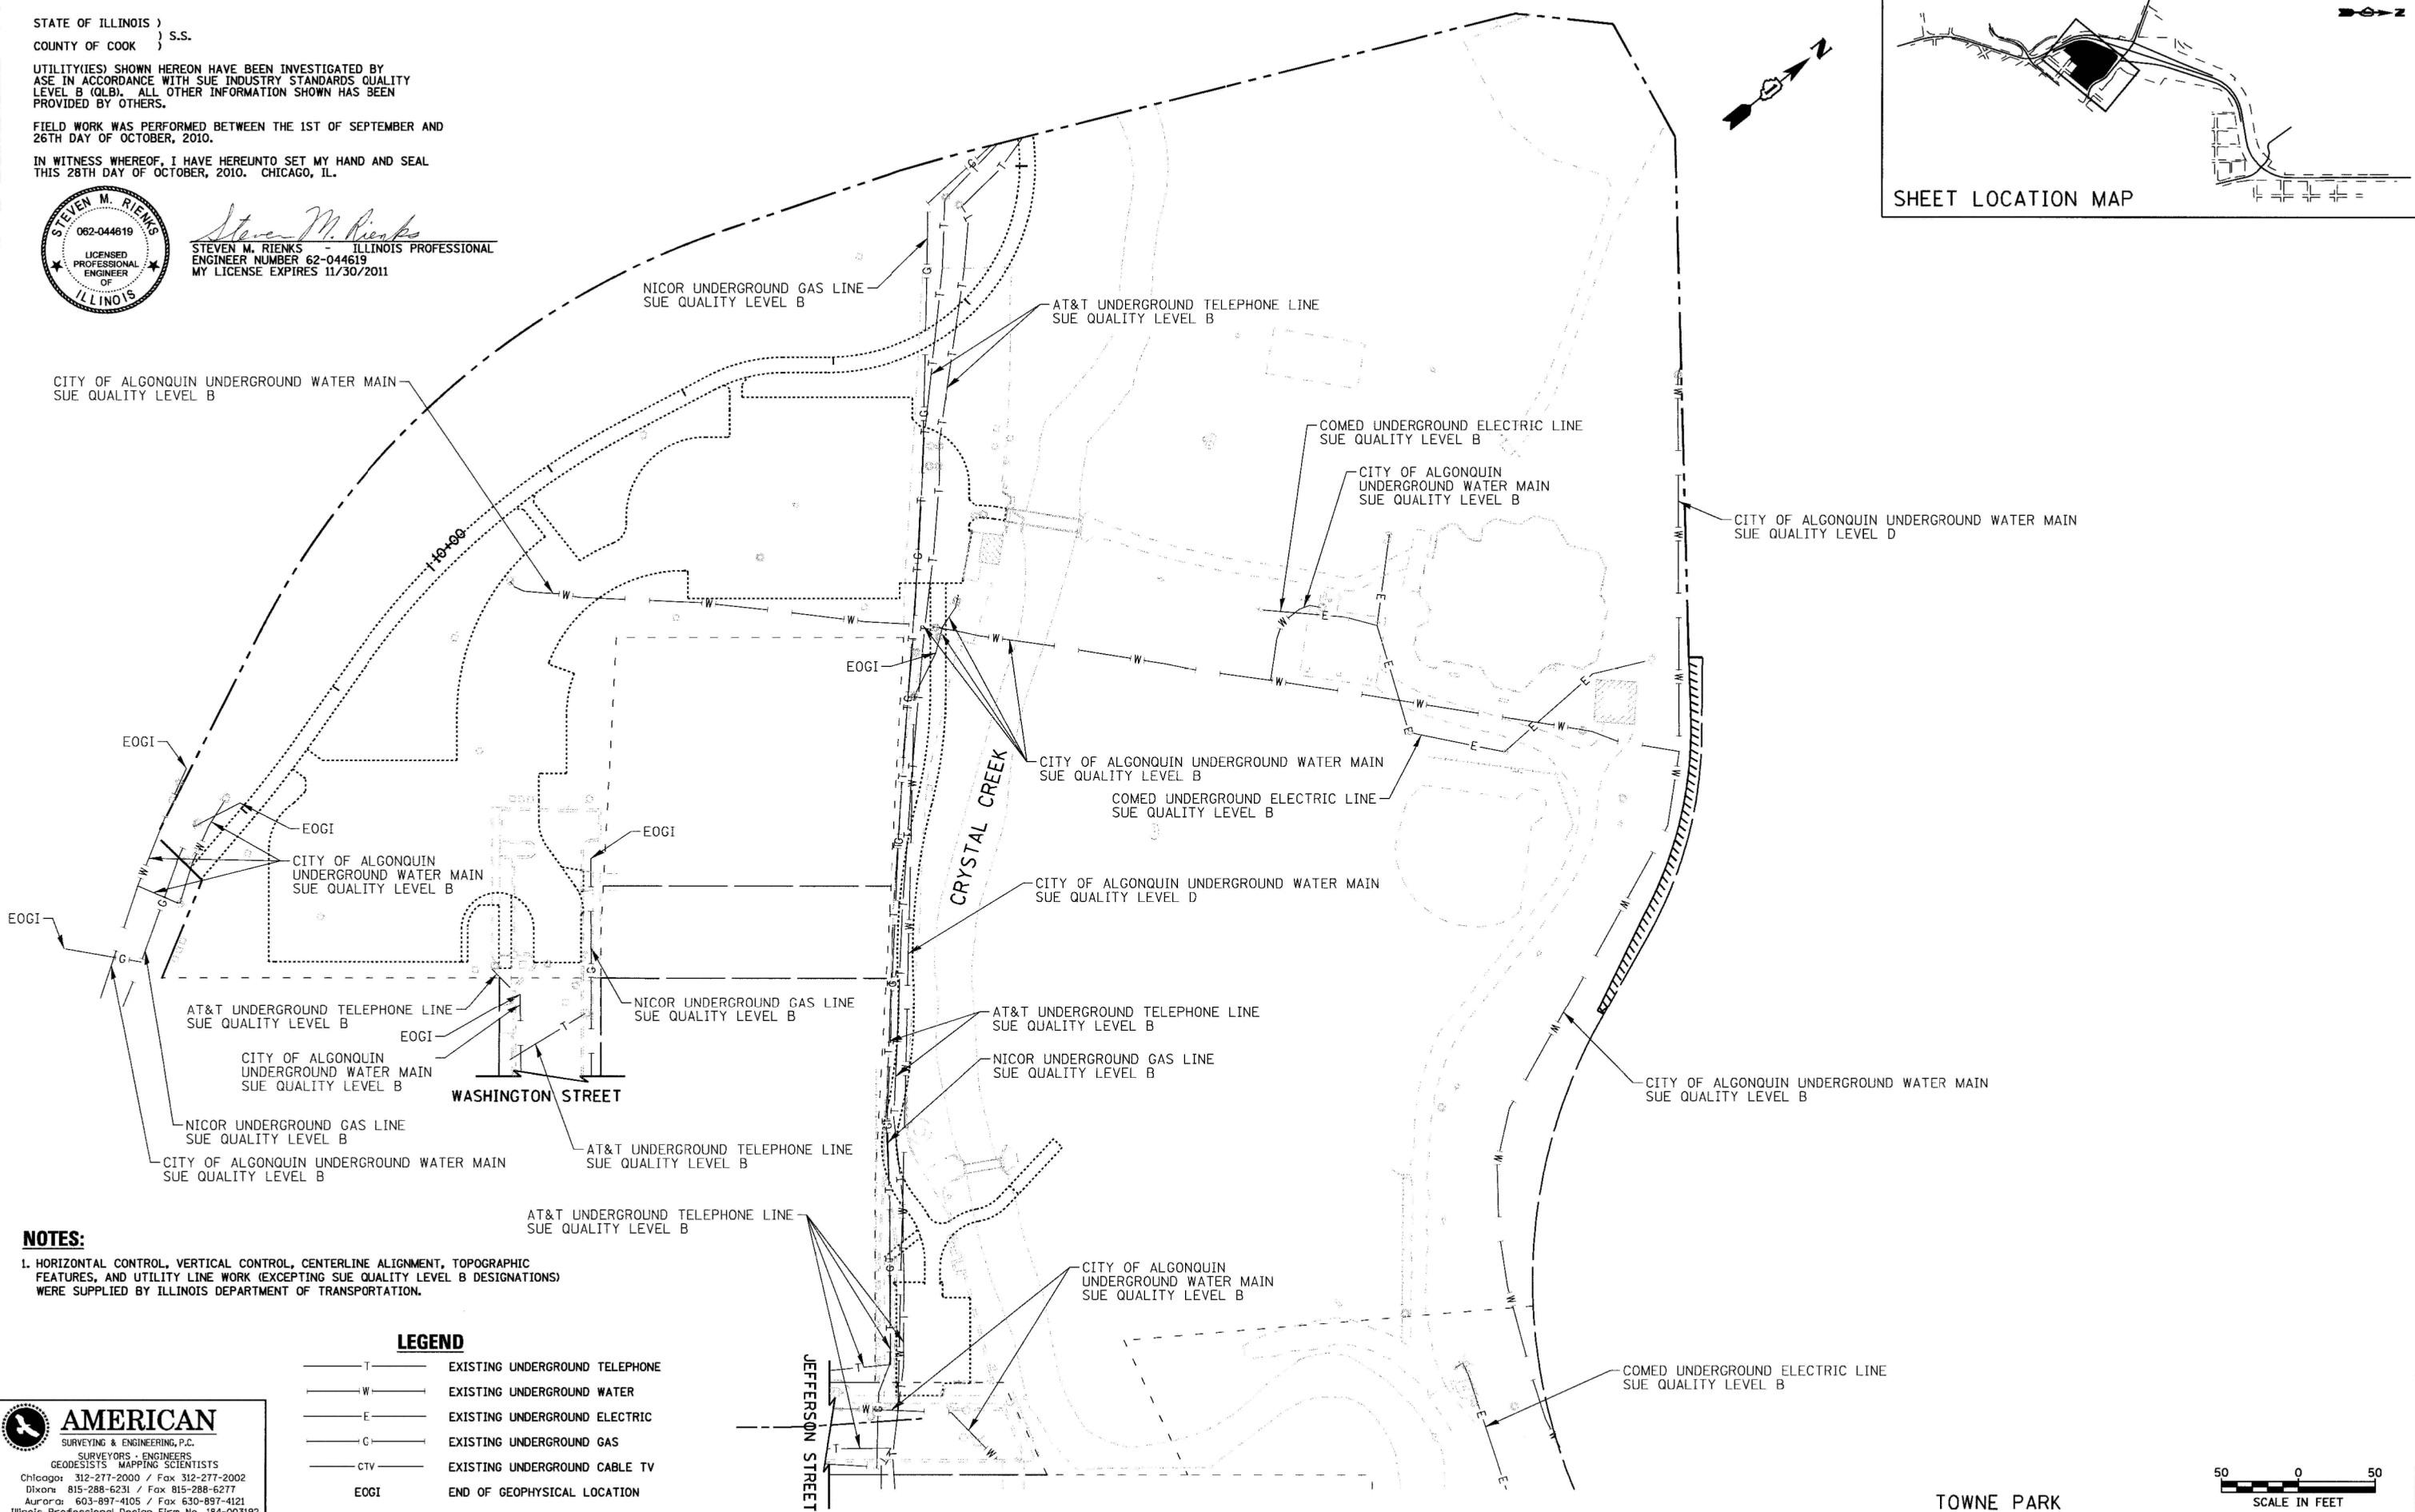 STATE OF ILLINOIS )
) S.S.
COUNTY OF COOK )
UTILITY(IES) SHOWN HEREON HAVE BEEN INVESTIGATED BY
ASE IN ACCORDANCE WITH SUE INDUSTRY STANDARDS QUALITY
LEVEL B (QLB). ALL OTHER INFORMATION SHOWN HAS BEEN
PROVIDED BY OTHERS.
FIELD WORK WAS PERFORMED BETWEEN THE 1ST OF SEPTEMBER AND
26TH DAY OF OCTOBER, 2010.
IN WITNESS WHEREOF, I HAVE HEREUNTO SET MY HAND AND SEAL
THIS 28TH DAY OF OCTOBER, 2010. CHICAGO, IL.
STEVEN M. RIENKS
062-044619
LICENSED
PROFESSIONAL
ENGINEER
OF
ILLINOIS
Steven M. Rienks
STEVEN M. RIENKS - ILLINOIS PROFESSIONAL
ENGINEER NUMBER 62-044619
MY LICENSE EXPIRES 11/30/2011
N
N
SHEET LOCATION MAP
NICOR UNDERGROUND GAS LINE
SUE QUALITY LEVEL B
AT&T UNDERGROUND TELEPHONE LINE
SUE QUALITY LEVEL B
CITY OF ALGONQUIN UNDERGROUND WATER MAIN
SUE QUALITY LEVEL B
COMED UNDERGROUND ELECTRIC LINE
SUE QUALITY LEVEL B
CITY OF ALGONQUIN
UNDERGROUND WATER MAIN
SUE QUALITY LEVEL B
CITY OF ALGONQUIN UNDERGROUND WATER MAIN
SUE QUALITY LEVEL D
110+00
EOGI
EOGI
CITY OF ALGONQUIN UNDERGROUND WATER MAIN
SUE QUALITY LEVEL B
COMED UNDERGROUND ELECTRIC LINE
SUE QUALITY LEVEL B
CRYSTAL CREEK
EOGI
EOGI
CITY OF ALGONQUIN
UNDERGROUND WATER MAIN
SUE QUALITY LEVEL B
CITY OF ALGONQUIN UNDERGROUND WATER MAIN
SUE QUALITY LEVEL D
EOGI
AT&T UNDERGROUND TELEPHONE LINE
SUE QUALITY LEVEL B
EOGI
NICOR UNDERGROUND GAS LINE
SUE QUALITY LEVEL B
AT&T UNDERGROUND TELEPHONE LINE
SUE QUALITY LEVEL B
CITY OF ALGONQUIN
UNDERGROUND WATER MAIN
SUE QUALITY LEVEL B
NICOR UNDERGROUND GAS LINE
SUE QUALITY LEVEL B
WASHINGTON STREET
CITY OF ALGONQUIN UNDERGROUND WATER MAIN
SUE QUALITY LEVEL B
NICOR UNDERGROUND GAS LINE
SUE QUALITY LEVEL B
AT&T UNDERGROUND TELEPHONE LINE
SUE QUALITY LEVEL B
CITY OF ALGONQUIN UNDERGROUND WATER MAIN
SUE QUALITY LEVEL B
AT&T UNDERGROUND TELEPHONE LINE
SUE QUALITY LEVEL B
NOTES:
1. HORIZONTAL CONTROL, VERTICAL CONTROL, CENTERLINE ALIGNMENT, TOPOGRAPHIC
FEATURES, AND UTILITY LINE WORK (EXCEPTING SUE QUALITY LEVEL B DESIGNATIONS)
WERE SUPPLIED BY ILLINOIS DEPARTMENT OF TRANSPORTATION.
CITY OF ALGONQUIN
UNDERGROUND WATER MAIN
SUE QUALITY LEVEL B
LEGEND
T EXISTING UNDERGROUND TELEPHONE
W EXISTING UNDERGROUND WATER
E EXISTING UNDERGROUND ELECTRIC
G EXISTING UNDERGROUND GAS
CTV EXISTING UNDERGROUND CABLE TV
EOGI END OF GEOPHYSICAL LOCATION
JEFFERSON STREET
COMED UNDERGROUND ELECTRIC LINE
SUE QUALITY LEVEL B
AMERICAN
SURVEYING & ENGINEERING, P.C.
SURVEYORS · ENGINEERS
GEODESISTS MAPPING SCIENTISTS
Chicago: 312-277-2000 / Fax 312-277-2002
Dixon: 815-288-6231 / Fax 815-288-6277
Aurora: 603-897-4105 / Fax 630-897-4121
Illinois Professional Design Firm No. 184-003192
TOWNE PARK
50 0 50
SCALE IN FEET